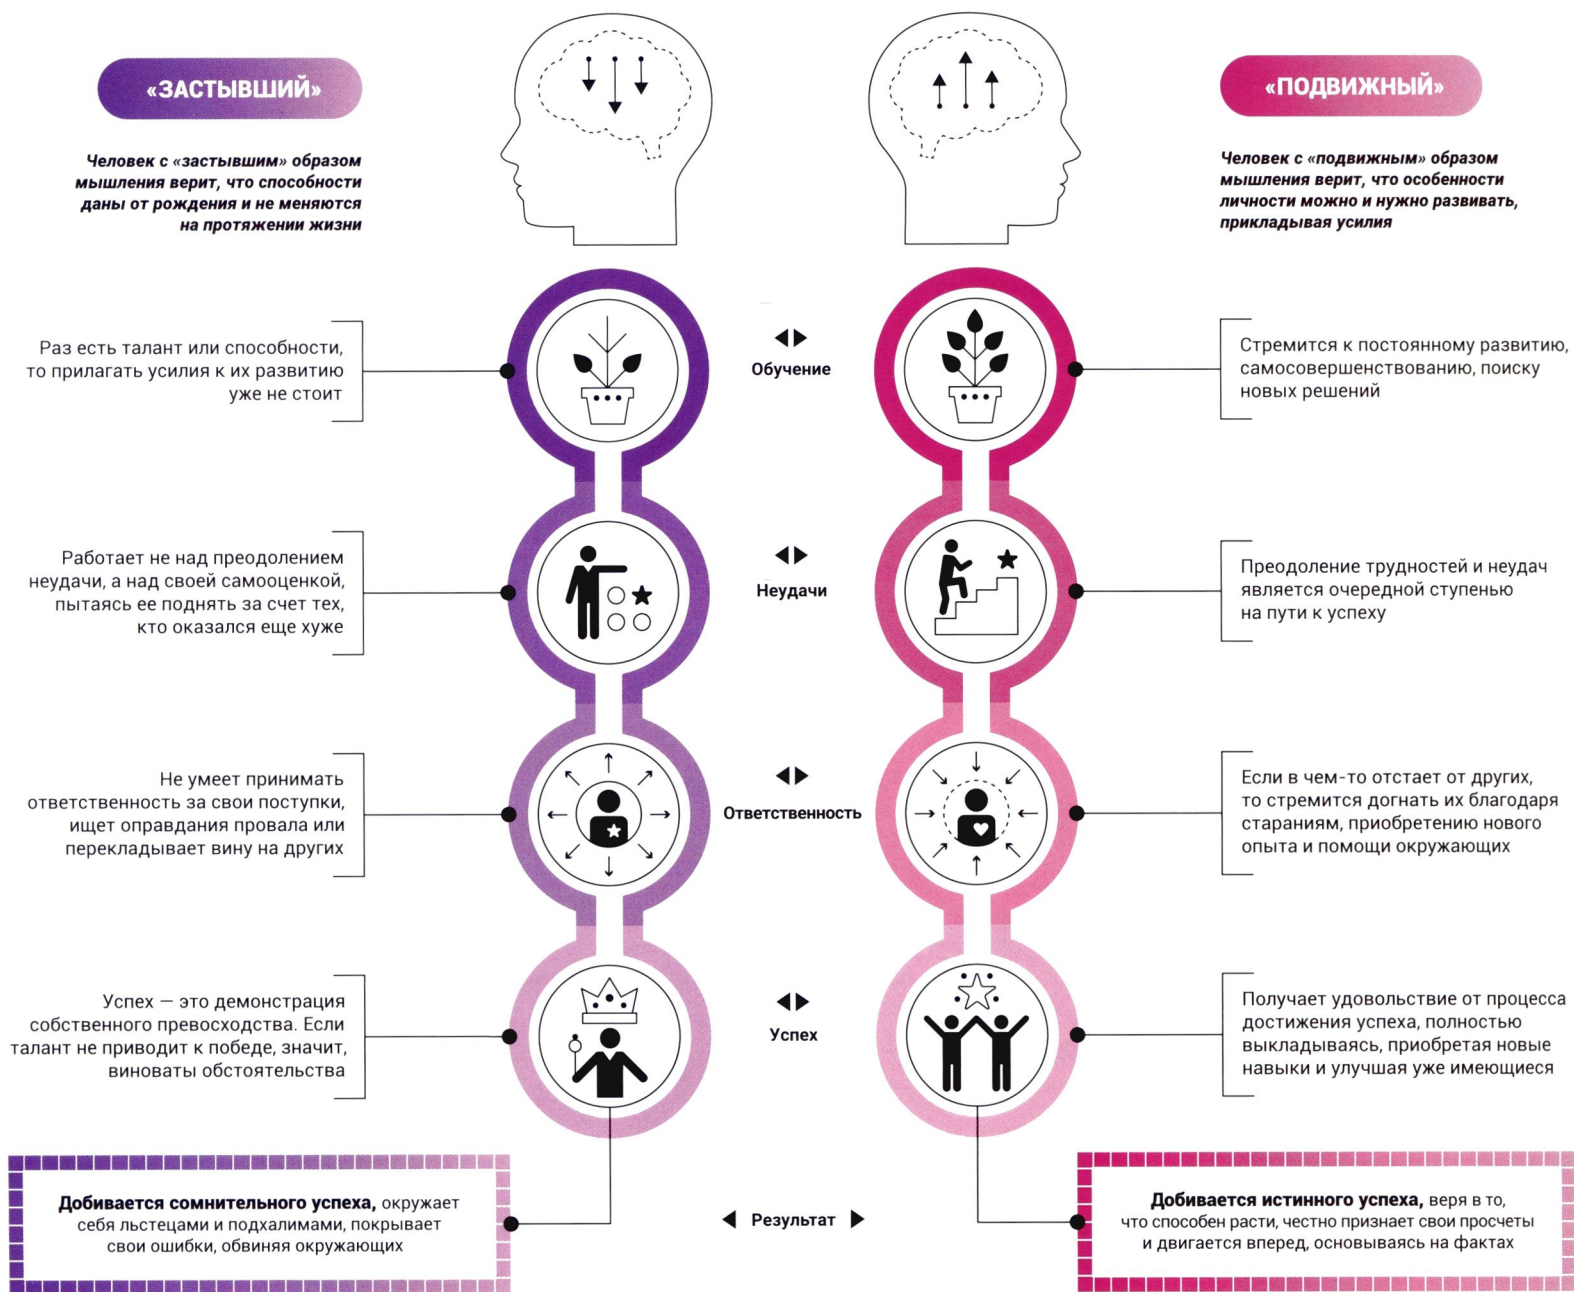 «ЗАСТЫВШИЙ»
Человек с «застывшим» образом
мышления верит, что способности
даны от рождения и не меняются
на протяжении жизни
«ПОДВИЖНЫЙ»
Человек с «подвижным» образом
мышления верит, что особенности
личности можно и нужно развивать,
прикладывая усилия
Раз есть талант или способности,
то прилагать усилия к их развитию
уже не стоит
Обучение
Стремится к постоянному развитию,
самосовершенствованию, поиску
новых решений
Работает не над преодолением
неудачи, а над своей самооценкой,
пытаясь ее поднять за счет тех,
кто оказался еще хуже
Неудачи
Преодоление трудностей и неудач
является очередной ступенью
на пути к успеху
Не умеет принимать
ответственность за свои поступки,
ищет оправдания провала или
перекладывает вину на других
Ответственность
Если в чем-то отстает от других,
то стремится догнать их благодаря
стараниям, приобретению нового
опыта и помощи окружающих
Успех — это демонстрация
собственного превосходства. Если
талант не приводит к победе, значит,
виноваты обстоятельства
Успех
Получает удовольствие от процесса
достижения успеха, полностью
выкладываясь, приобретая новые
навыки и улучшая уже имеющиеся
Добивается сомнительного успеха, окружает
себя льстецами и подхалимами, покрывает
свои ошибки, обвиняя окружающих
Результат
Добивается истинного успеха, веря в то,
что способен расти, честно признает свои просчеты
и двигается вперед, основываясь на фактах